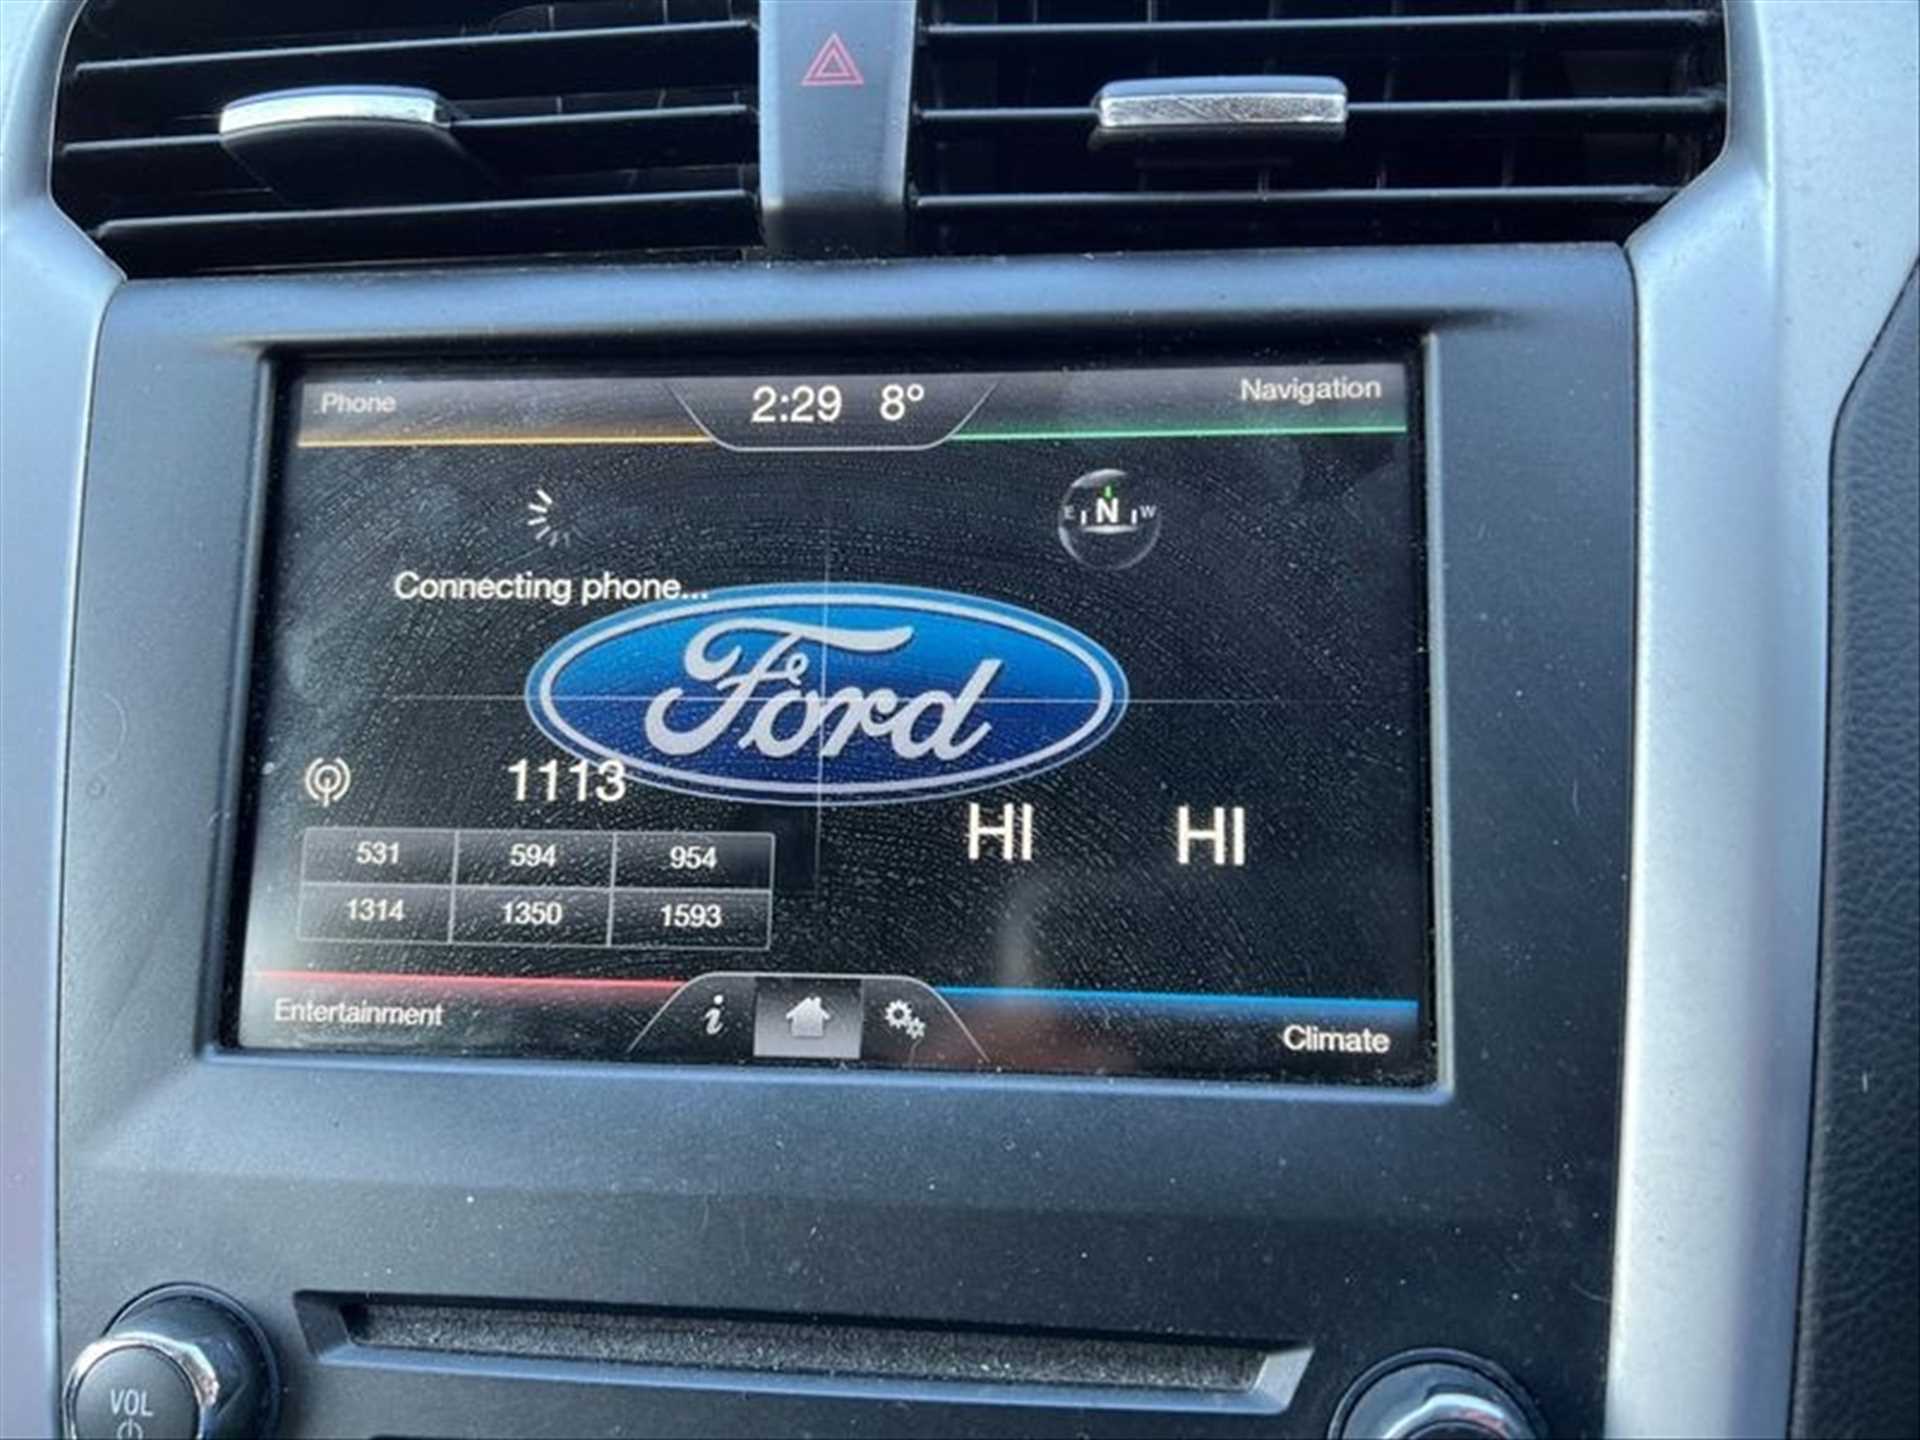 Phone
2:29 8°
Navigation
E N W
Connecting phone...
Ford
1113
HI HI
531 594 954
1314 1350 1593
Entertainment
i
Climate
VOL